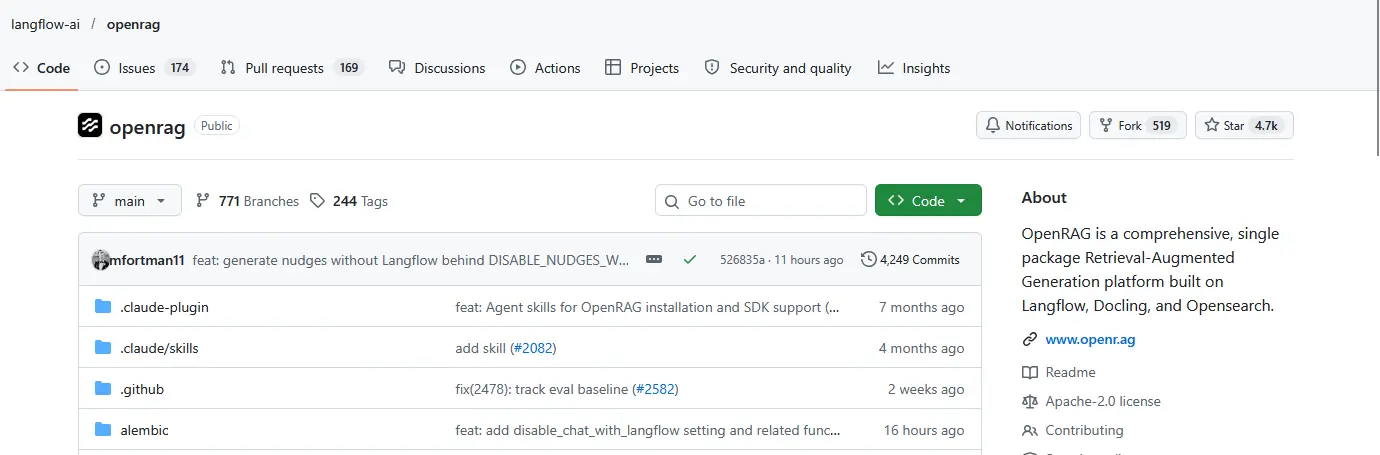 langflow-ai / openrag
Code Issues 174 Pull requests 169 Discussions Actions Projects Security and quality Insights
openrag Public Notifications Fork 519 Star 4.7k
main 771 Branches 244 Tags Go to file Code
mfortman11 feat: generate nudges without Langflow behind DISABLE_NUDGES_W... 526835a · 11 hours ago 4,249 Commits
.claude-plugin feat: Agent skills for OpenRAG installation and SDK support (... 7 months ago
.claude/skills add skill (#2082) 4 months ago
.github fix(2478): track eval baseline (#2582) 2 weeks ago
alembic feat: add disable_chat_with_langflow setting and related func... 16 hours ago
About
OpenRAG is a comprehensive, single
package Retrieval-Augmented
Generation platform built on
Langflow, Docling, and Opensearch.
www.openr.ag
Readme
Apache-2.0 license
Contributing